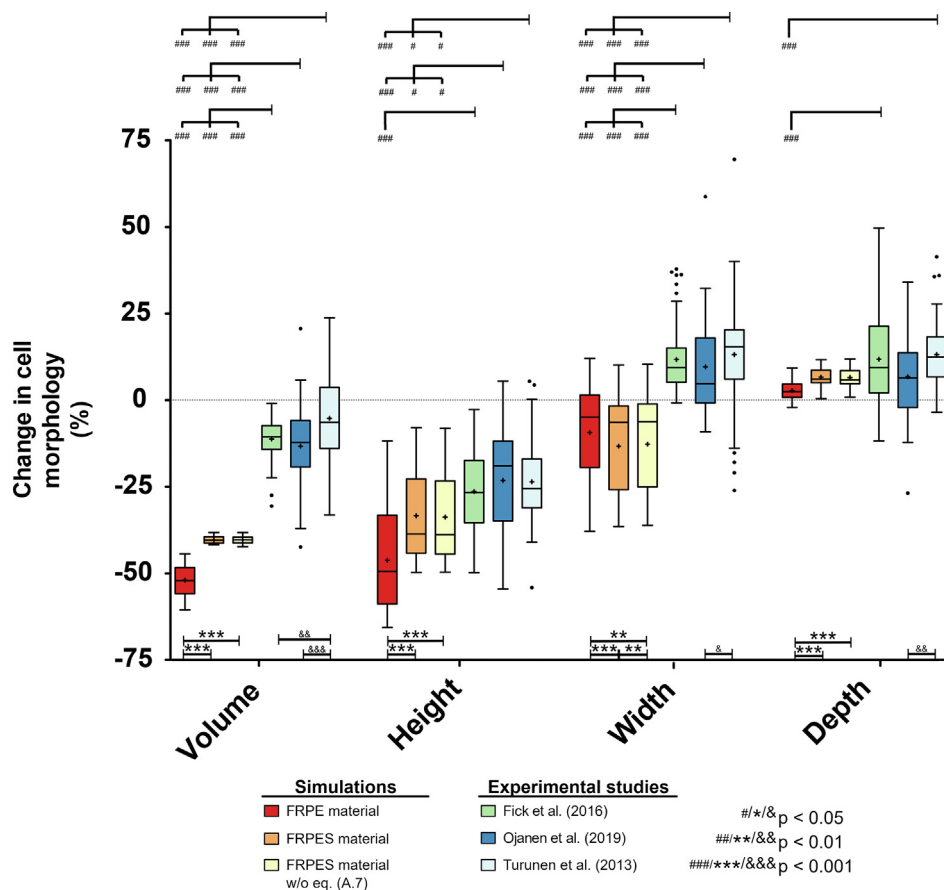 ### ### ### ### # # ### ### ### ###
### ### ### ### # # ### ### ###
### ### ### ### ### ### ### ###
75
50
25
0
-25
-50
-75
Change in cell
morphology
(%)
*** && *** ** ***
*** &&& *** *** ** & *** &&
Volume Height Width Depth
Simulations Experimental studies
FRPE material Fick et al. (2016) #/*/& p < 0.05
FRPES material Ojanen et al. (2019) ##/**/&& p < 0.01
FRPES material Turunen et al. (2013) ###/***/&&& p < 0.001
w/o eq. (A.7)